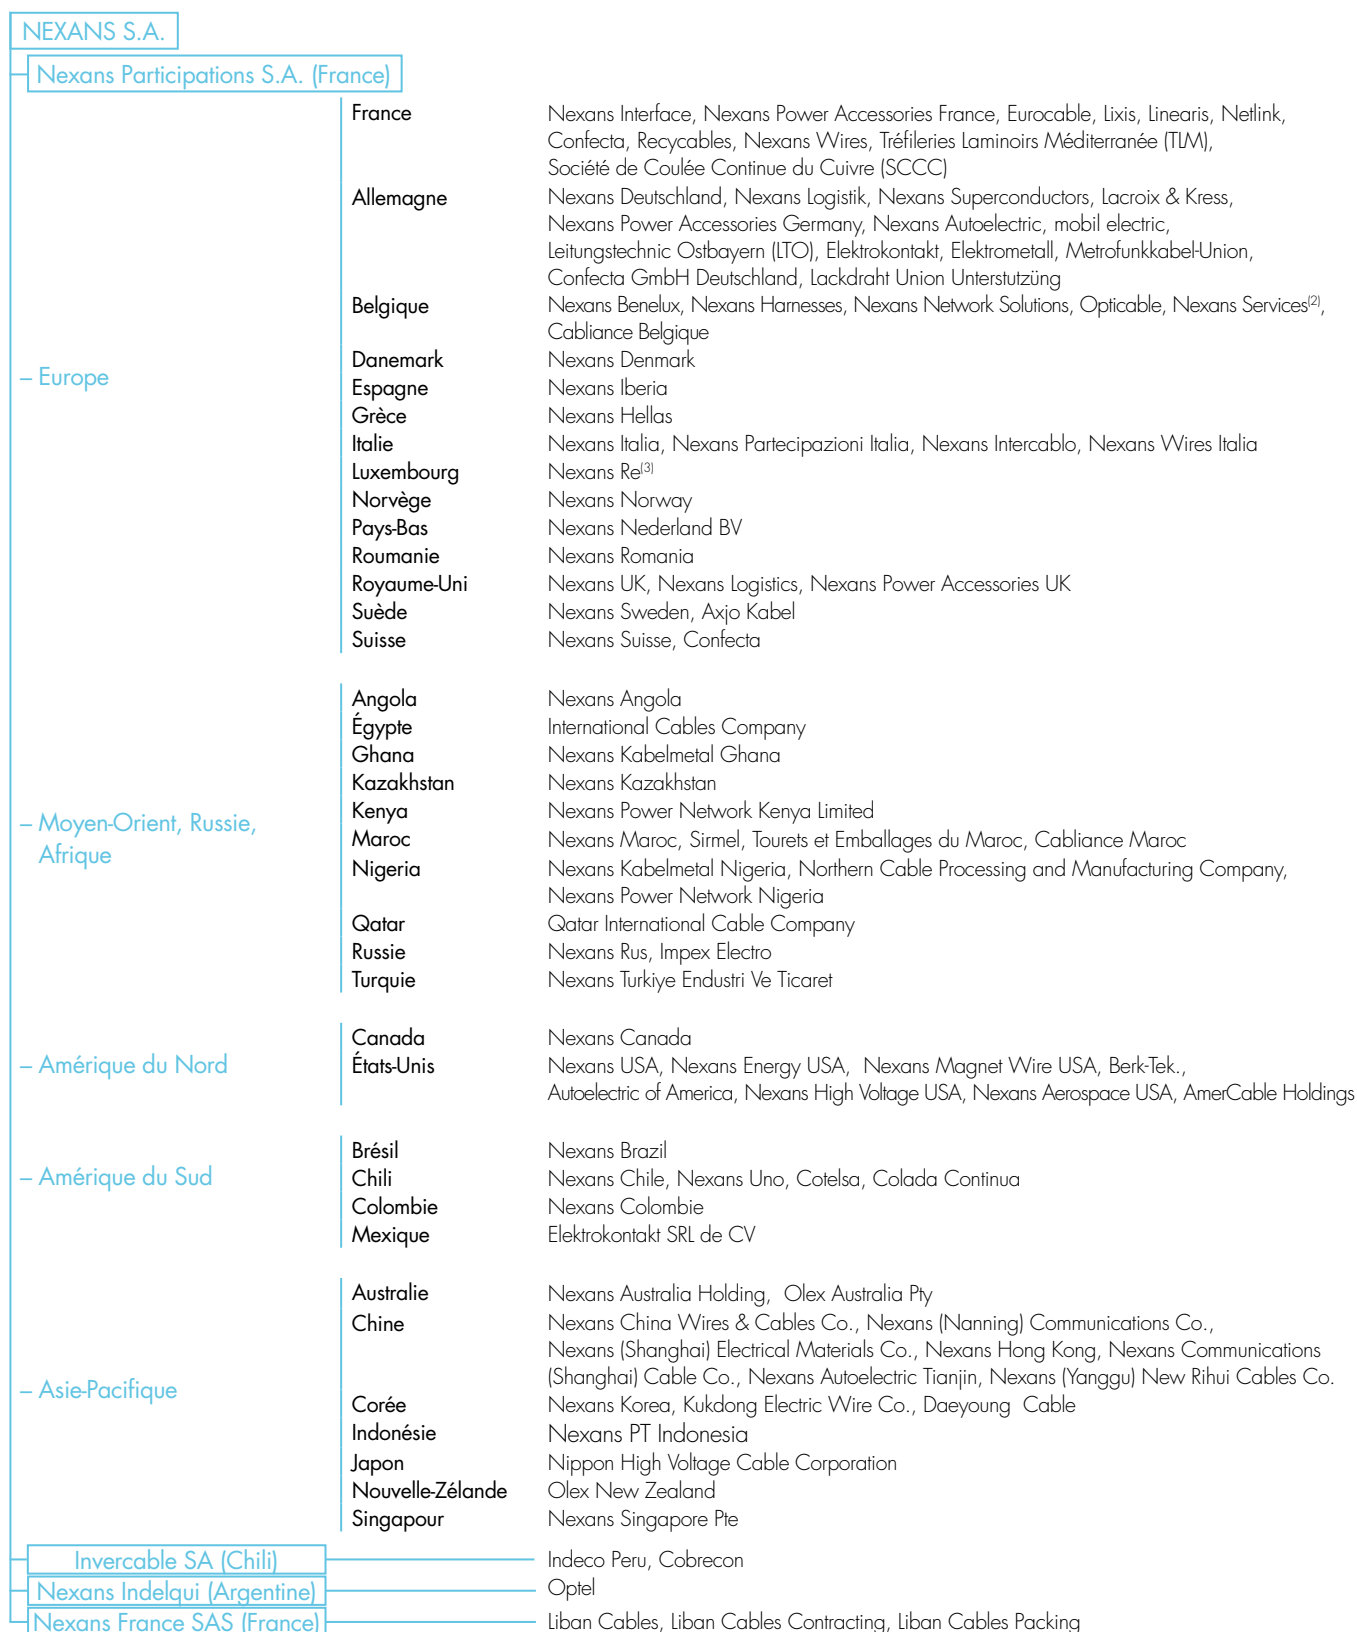 NEXANS S.A.
Nexans Participations S.A. (France)
– Europe
France Nexans Interface, Nexans Power Accessories France, Eurocable, Lixis, Linearis, Netlink,
Confecta, Recycables, Nexans Wires, Tréfileries Laminoirs Méditerranée (TLM),
Société de Coulée Continue du Cuivre (SCCC)
Allemagne Nexans Deutschland, Nexans Logistik, Nexans Superconductors, Lacroix & Kress,
Nexans Power Accessories Germany, Nexans Autoelectric, mobil electric,
Leitungstechnic Ostbayern (LTO), Elektrokontakt, Elektrometall, Metrofunkkabel-Union,
Confecta GmbH Deutschland, Lackdraht Union Unterstutzüng
Belgique Nexans Benelux, Nexans Harnesses, Nexans Network Solutions, Opticable, Nexans Services(2),
Cabliance Belgique
Danemark Nexans Denmark
Espagne Nexans Iberia
Grèce Nexans Hellas
Italie Nexans Italia, Nexans Partecipazioni Italia, Nexans Intercablo, Nexans Wires Italia
Luxembourg Nexans Re(3)
Norvège Nexans Norway
Pays-Bas Nexans Nederland BV
Roumanie Nexans Romania
Royaume-Uni Nexans UK, Nexans Logistics, Nexans Power Accessories UK
Suède Nexans Sweden, Axjo Kabel
Suisse Nexans Suisse, Confecta
– Moyen-Orient, Russie,
Afrique
Angola Nexans Angola
Égypte International Cables Company
Ghana Nexans Kabelmetal Ghana
Kazakhstan Nexans Kazakhstan
Kenya Nexans Power Network Kenya Limited
Maroc Nexans Maroc, Sirmel, Tourets et Emballages du Maroc, Cabliance Maroc
Nigeria Nexans Kabelmetal Nigeria, Northern Cable Processing and Manufacturing Company,
Nexans Power Network Nigeria
Qatar Qatar International Cable Company
Russie Nexans Rus, Impex Electro
Turquie Nexans Turkiye Endustri Ve Ticaret
– Amérique du Nord
Canada Nexans Canada
États-Unis Nexans USA, Nexans Energy USA, Nexans Magnet Wire USA, Berk-Tek.,
Autoelectric of America, Nexans High Voltage USA, Nexans Aerospace USA, AmerCable Holdings
– Amérique du Sud
Brésil Nexans Brazil
Chili Nexans Chile, Nexans Uno, Cotelsa, Colada Continua
Colombie Nexans Colombie
Mexique Elektrokontakt SRL de CV
– Asie-Pacifique
Australie Nexans Australia Holding, Olex Australia Pty
Chine Nexans China Wires & Cables Co., Nexans (Nanning) Communications Co.,
Nexans (Shanghai) Electrical Materials Co., Nexans Hong Kong, Nexans Communications
(Shanghai) Cable Co., Nexans Autoelectric Tianjin, Nexans (Yanggu) New Rihui Cables Co.
Corée Nexans Korea, Kukdong Electric Wire Co., Daeyoung Cable
Indonésie Nexans PT Indonesia
Japon Nippon High Voltage Cable Corporation
Nouvelle-Zélande Olex New Zealand
Singapour Nexans Singapore Pte
Invercable SA (Chili) Indeco Peru, Cobrecon
Nexans Indelqui (Argentine) Optel
Nexans France SAS (France) Liban Cables, Liban Cables Contracting, Liban Cables Packing